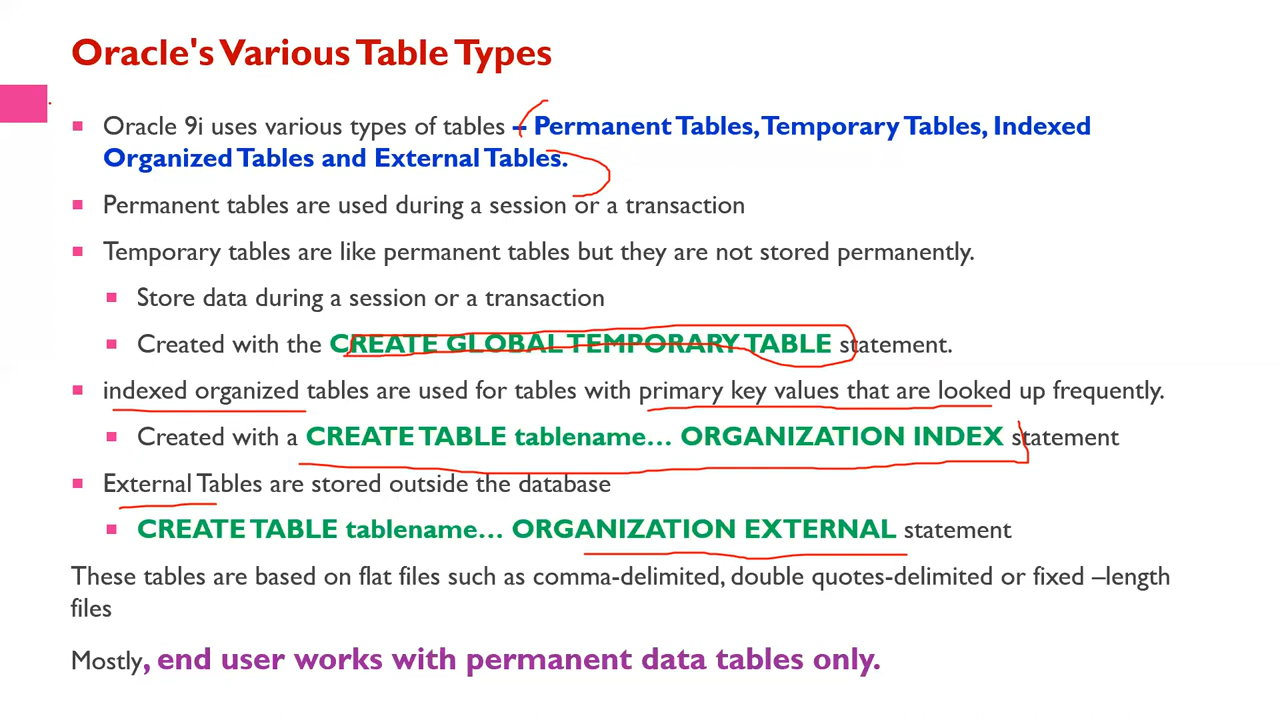 Oracle's Various Table Types
Oracle 9i uses various types of tables – Permanent Tables, Temporary Tables, Indexed
Organized Tables and External Tables.
Permanent tables are used during a session or a transaction
Temporary tables are like permanent tables but they are not stored permanently.
Store data during a session or a transaction
Created with the CREATE GLOBAL TEMPORARY TABLE statement.
indexed organized tables are used for tables with primary key values that are looked up frequently.
Created with a CREATE TABLE tablename… ORGANIZATION INDEX statement
External Tables are stored outside the database
CREATE TABLE tablename… ORGANIZATION EXTERNAL statement
These tables are based on flat files such as comma-delimited, double quotes-delimited or fixed –length
files
Mostly, end user works with permanent data tables only.